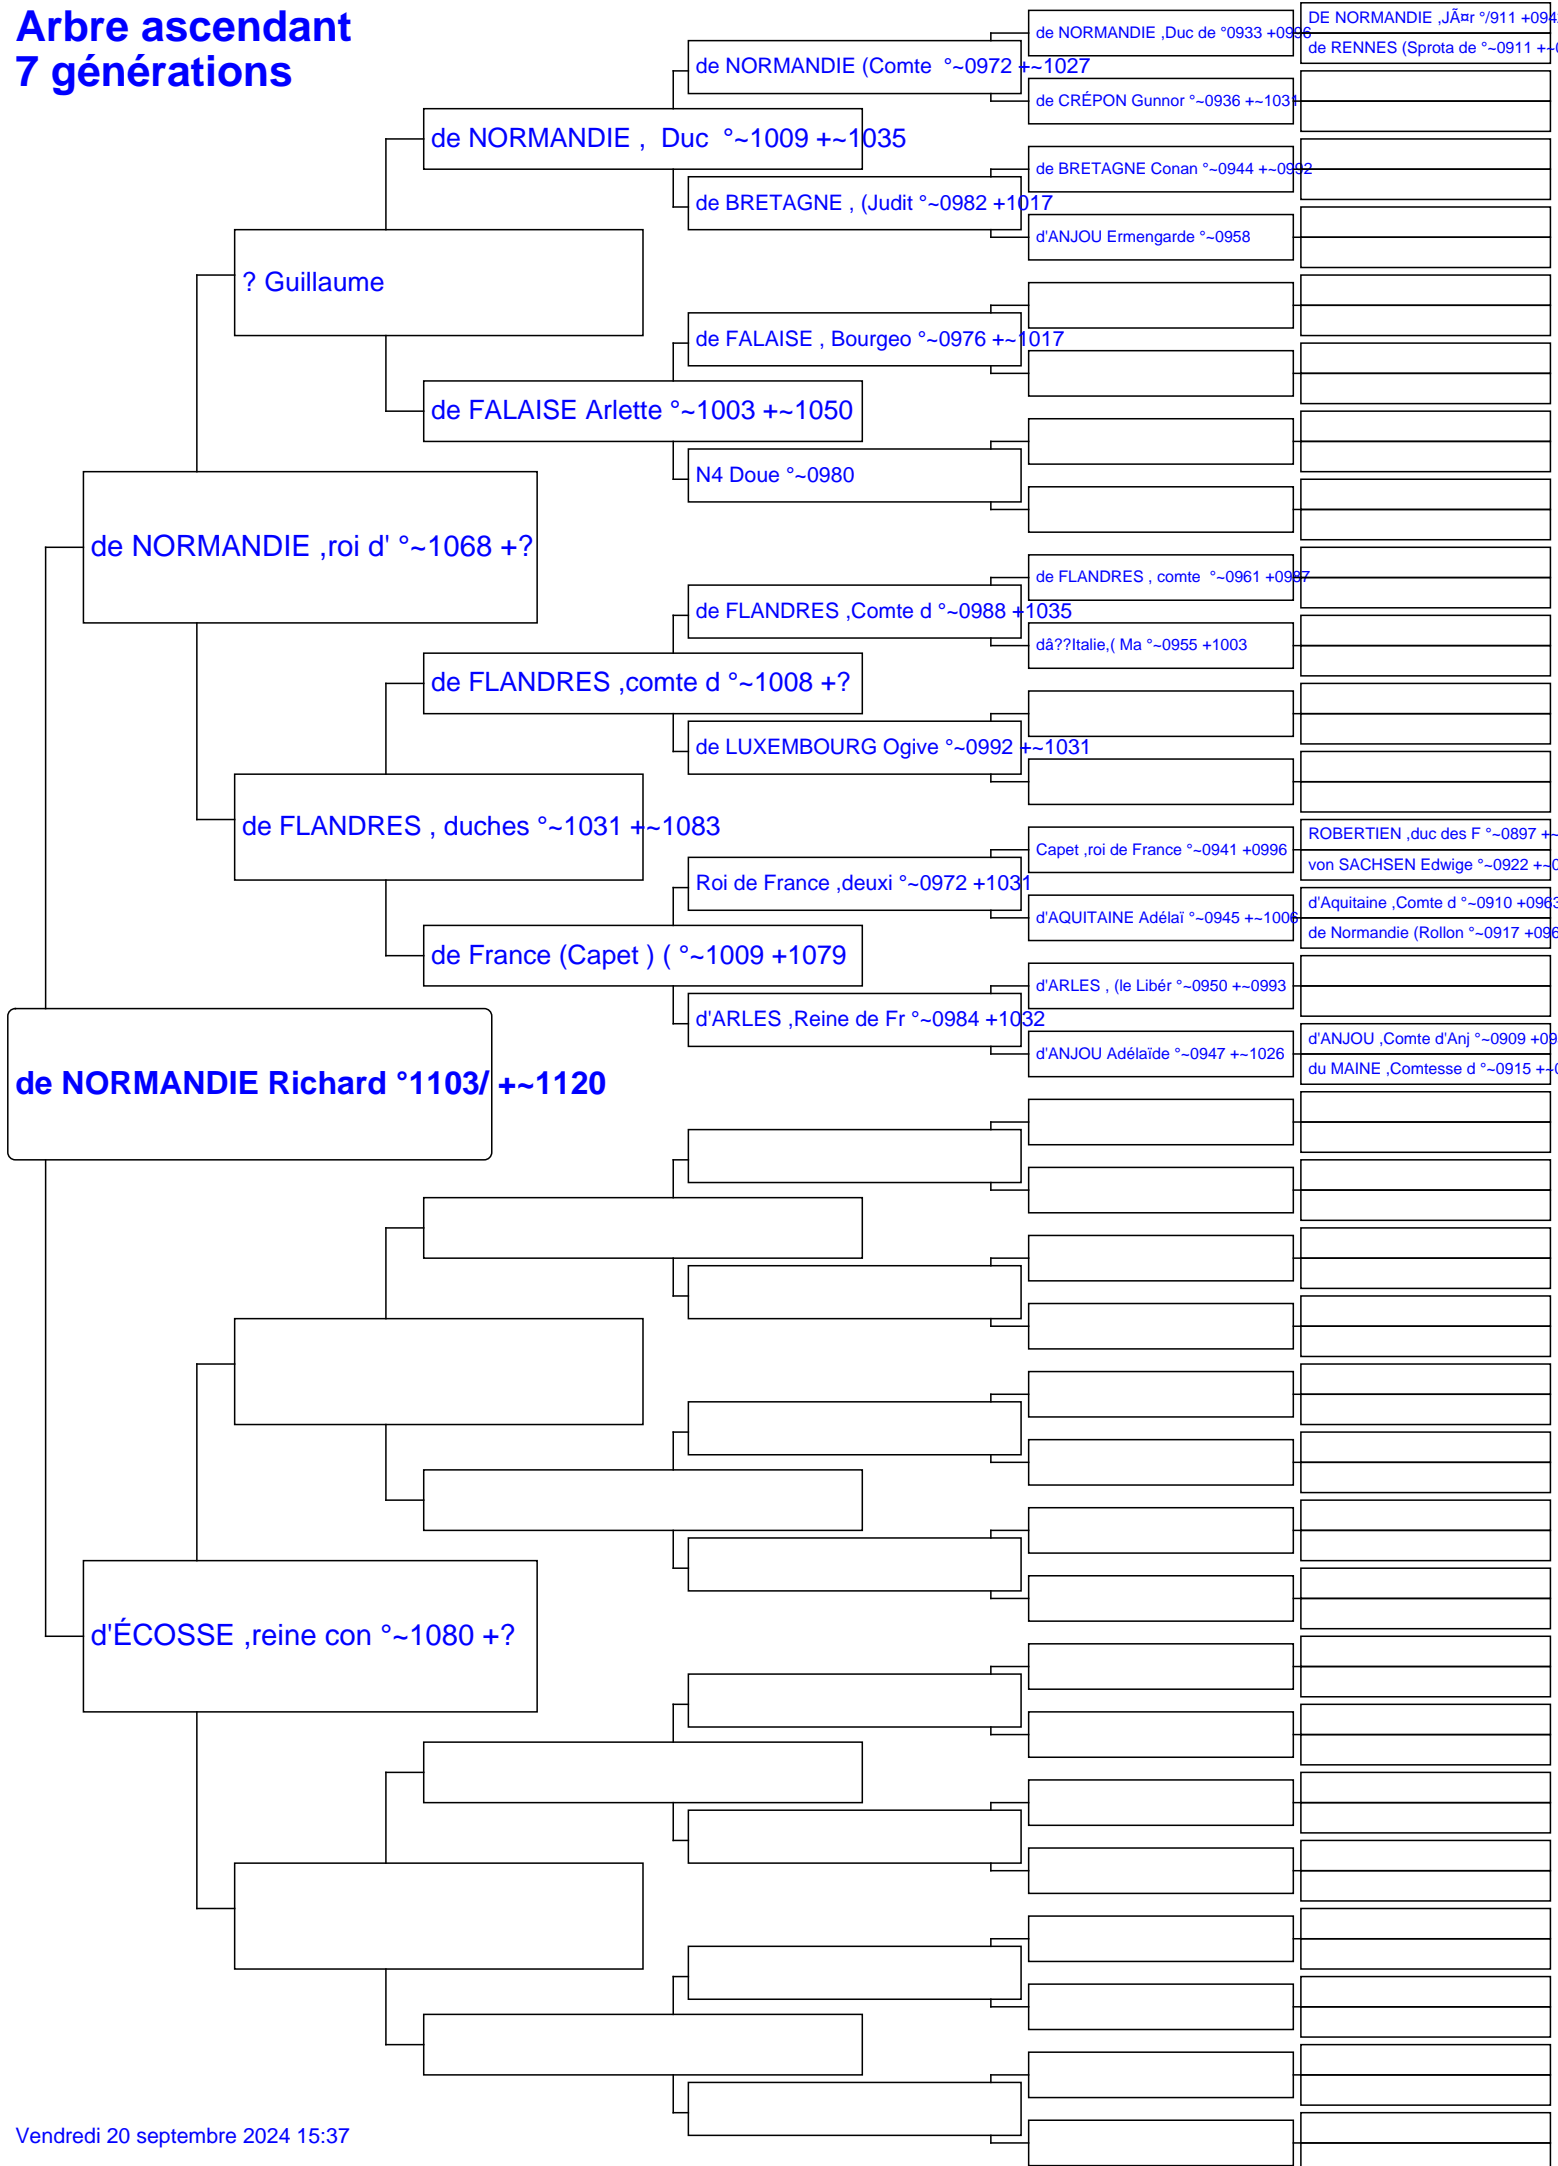 Arbre ascendant
7 générations
DE NORMANDIE ,JÃ¤r °/911 +094
de NORMANDIE ,Duc de °0933 +0996
de RENNES (Sprota de °~0911 +~0
de NORMANDIE (Comte  °~0972 +~1027
de CRÉPON Gunnor °~0936 +~1031
de NORMANDIE ,  Duc  °~1009 +~1035
de BRETAGNE Conan °~0944 +~0992
de BRETAGNE , (Judit °~0982 +1017
d'ANJOU Ermengarde °~0958
? Guillaume
de FALAISE , Bourgeo °~0976 +~1017
de FALAISE Arlette °~1003 +~1050
N4 Doue °~0980
de NORMANDIE ,roi d' °~1068 +?
de FLANDRES , comte  °~0961 +0987
de FLANDRES ,Comte d °~0988 +1035
dâ??Italie,( Ma °~0955 +1003
de FLANDRES ,comte d °~1008 +?
de LUXEMBOURG Ogive °~0992 +~1031
de FLANDRES , duches °~1031 +~1083
ROBERTIEN ,duc des F °~0897 +~
Capet ,roi de France °~0941 +0996
von SACHSEN Edwige °~0922 +~0
Roi de France ,deuxi °~0972 +1031
d'Aquitaine ,Comte d °~0910 +0963
d'AQUITAINE Adélaï °~0945 +~1006
de Normandie (Rollon °~0917 +096
de France (Capet ) ( °~1009 +1079
d'ARLES , (le Libér °~0950 +~0993
d'ARLES ,Reine de Fr °~0984 +1032
d'ANJOU ,Comte d'Anj °~0909 +09
d'ANJOU Adélaïde °~0947 +~1026
du MAINE ,Comtesse d °~0915 +~0
de NORMANDIE Richard °1103/ +~1120
d'ÉCOSSE ,reine con °~1080 +?
Vendredi 20 septembre 2024 15:37